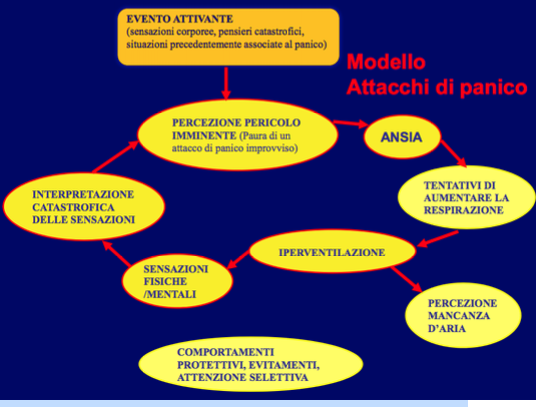 EVENTO ATTIVANTE
(sensazioni corporee, pensieri catastrofici,
situazioni precedentemente associate al panico)
Modello
Attacchi di panico
PERCEZIONE PERICOLO
IMMINENTE (Paura di un
attacco di panico improvviso)
ANSIA
TENTATIVI DI
AUMENTARE LA
RESPIRAZIONE
INTERPRETAZIONE
CATASTROFICA
DELLE SENSAZIONI
IPERVENTILAZIONE
SENSAZIONI
FISICHE
/MENTALI
PERCEZIONE
MANCANZA
D'ARIA
COMPORTAMENTI
PROTETTIVI, EVITAMENTI,
ATTENZIONE SELETTIVA